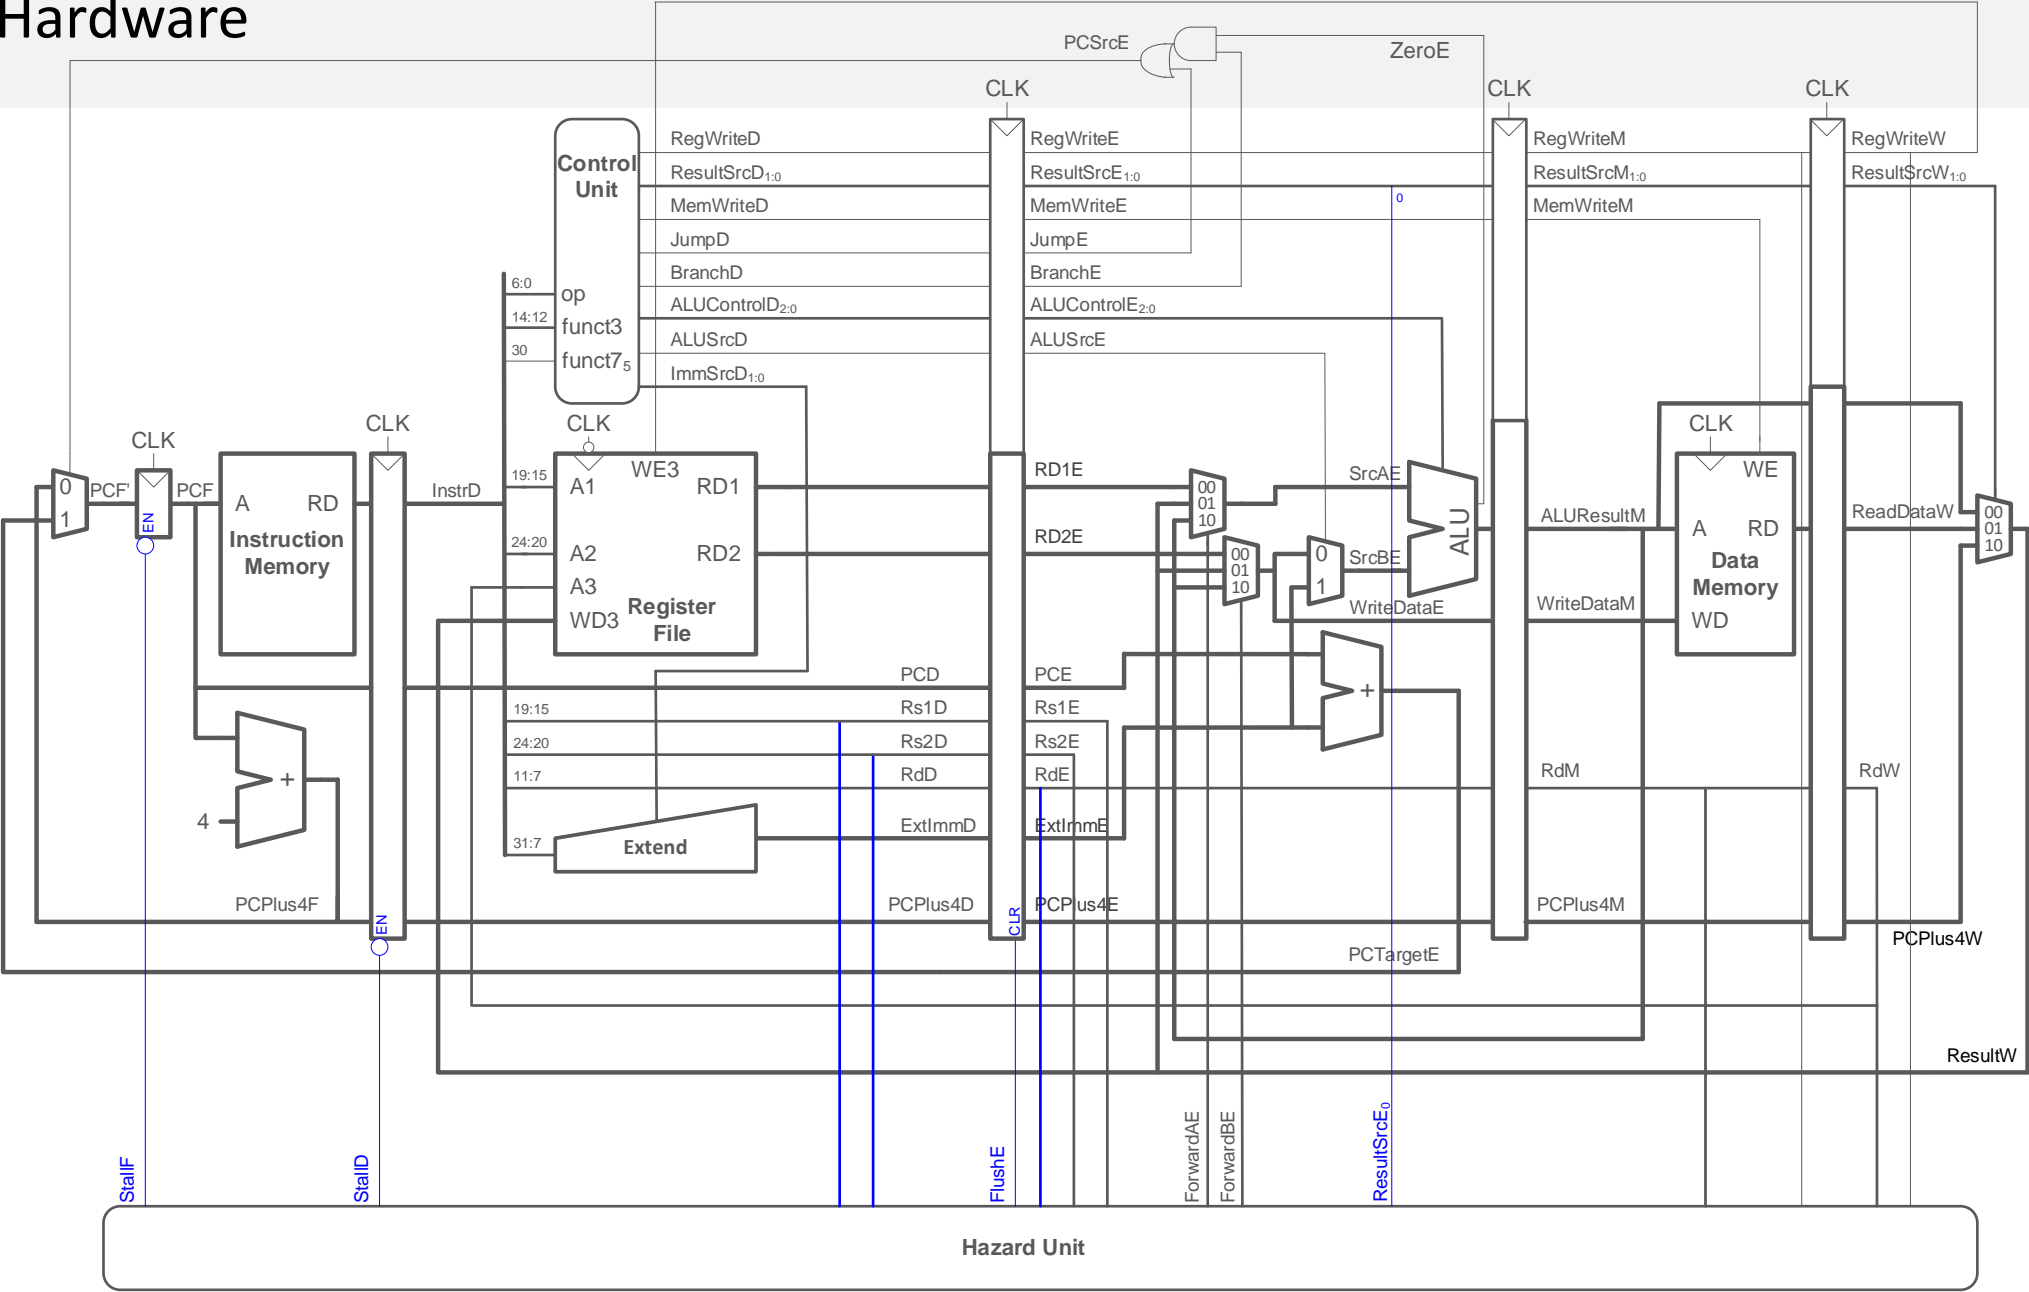 Hardware
PCSrcE
ZeroE
CLK
CLK
CLK
Control
Unit
RegWriteD
RegWriteE
RegWriteM
RegWriteW
ResultSrcD1:0
ResultSrcE1:0
ResultSrcM1:0
ResultSrcW1:0
0
MemWriteD
MemWriteE
MemWriteM
JumpD
JumpE
BranchD
BranchE
6:0
op
ALUControlD2:0
ALUControlE2:0
14:12
funct3
ALUSrcD
ALUSrcE
30
funct75
ImmSrcD1:0
CLK
CLK
CLK
CLK
0
1
PCF'
EN
PCF
A
RD
Instruction
Memory
InstrD
19:15
A1
WE3
RD1
24:20
A2
RD2
A3
WD3
Register
File
RD1E
RD2E
00
01
10
00
01
10
0
1
SrcAE
SrcBE
ALU
WriteDataE
ALUResultM
WriteDataM
WE
A
RD
Data
Memory
WD
ReadDataW
00
01
10
PCD
PCE
+
19:15
Rs1D
Rs1E
24:20
Rs2D
Rs2E
11:7
RdD
RdE
RdM
RdW
+
4
31:7
Extend
ExtImmD
ExtImmE
PCPlus4F
EN
PCPlus4D
CLR
PCPlus4E
PCPlus4M
PCPlus4W
PCTargetE
ResultW
StallF
StallD
FlushE
ForwardAE
ForwardBE
ResultSrcE0
Hazard Unit